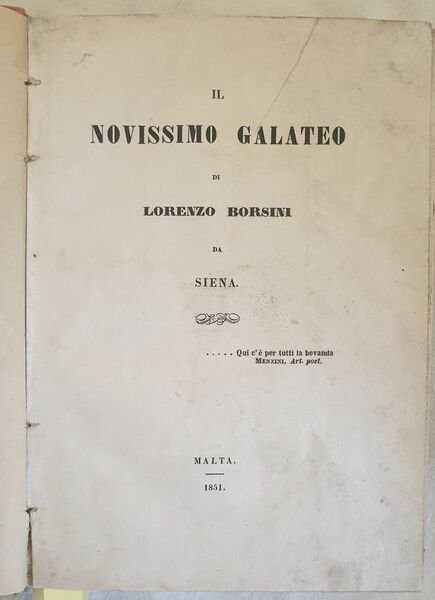 IL
NOVISSIMO GALATEO
DI
LORENZO BORSINI
DA
SIENA.
..... Qui c'è per tutti la bevanda
MENZINI, Art. poet.
MALTA.
1851.